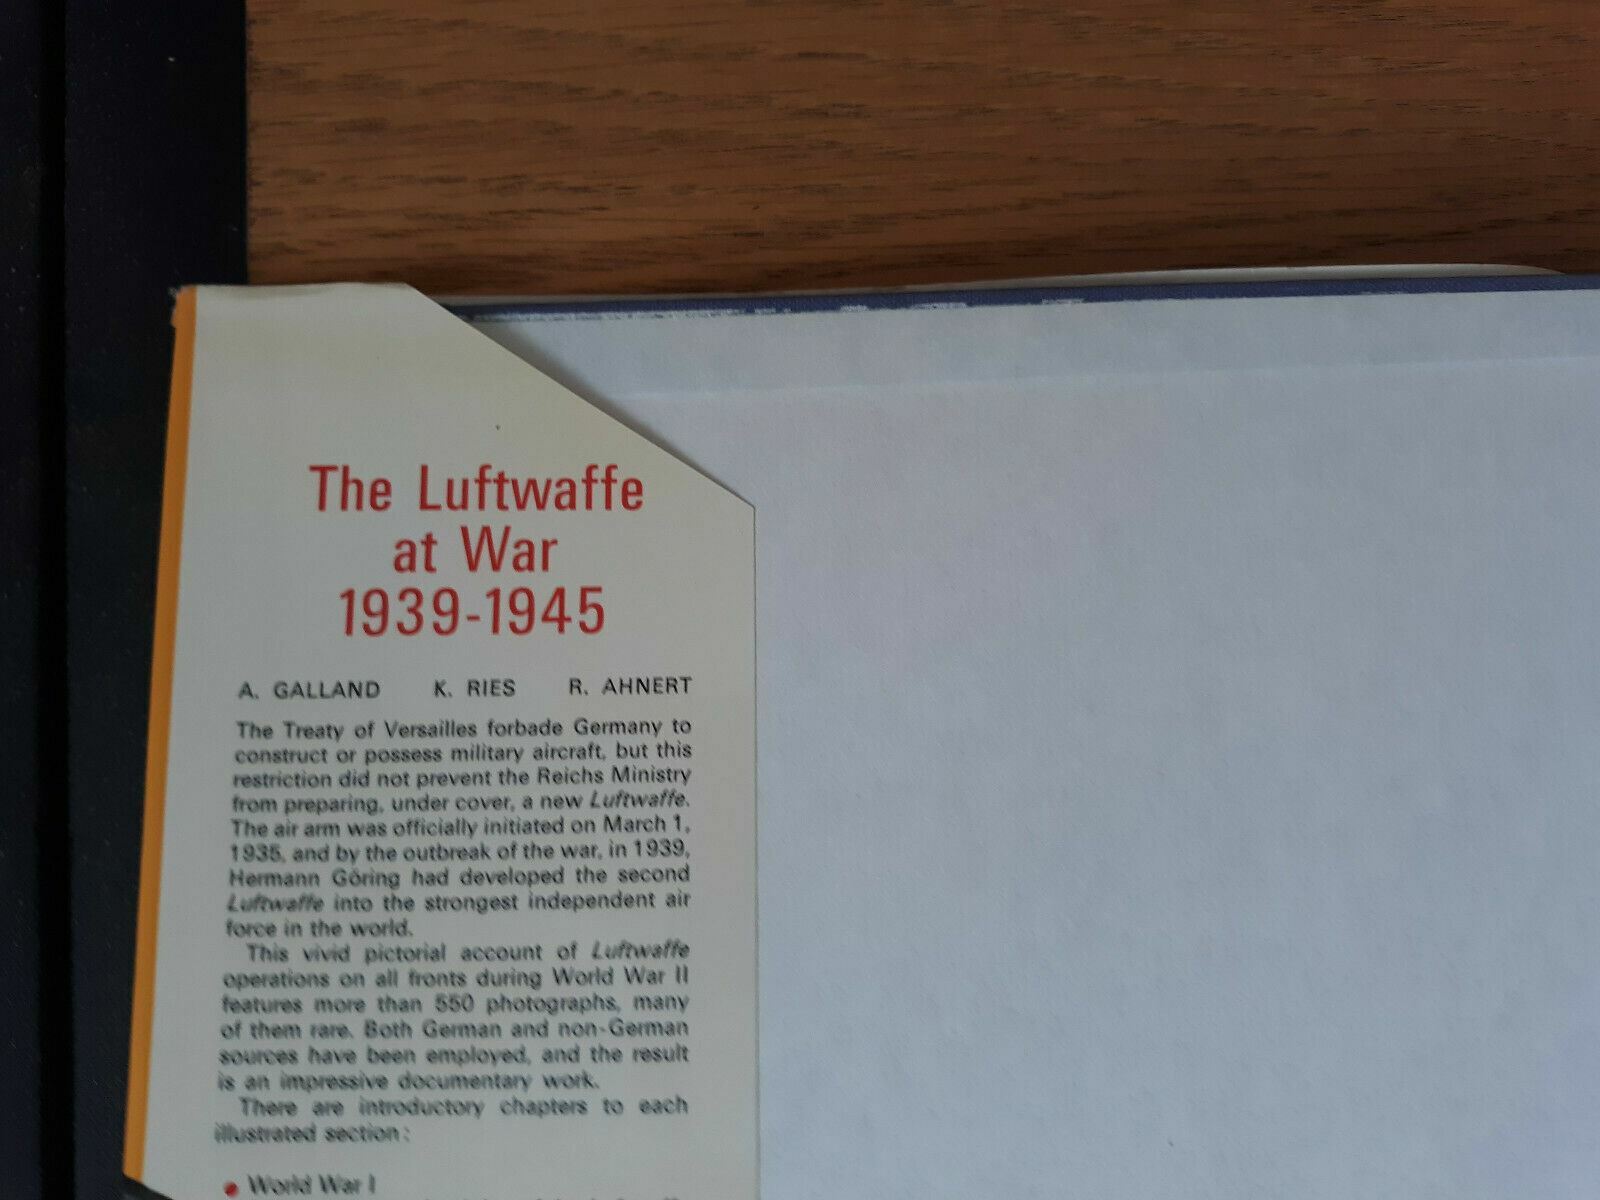 The Luftwaffe
at War
1939-1945
A. GALLAND K. RIES R. AHNERT
The Treaty of Versailles forbade Germany to
construct or possess military aircraft, but this
restriction did not prevent the Reichs Ministry
from preparing, under cover, a new Luftwaffe.
The air arm was officially initiated on March 1,
1935, and by the outbreak of the war, in 1939,
Hermann Göring had developed the second
Luftwaffe into the strongest independent air
force in the world.
This vivid pictorial account of Luftwaffe
operations on all fronts during World War II
features more than 550 photographs, many
of them rare. Both German and non-German
sources have been employed, and the result
is an impressive documentary work.
There are introductory chapters to each
illustrated section:
• World War I